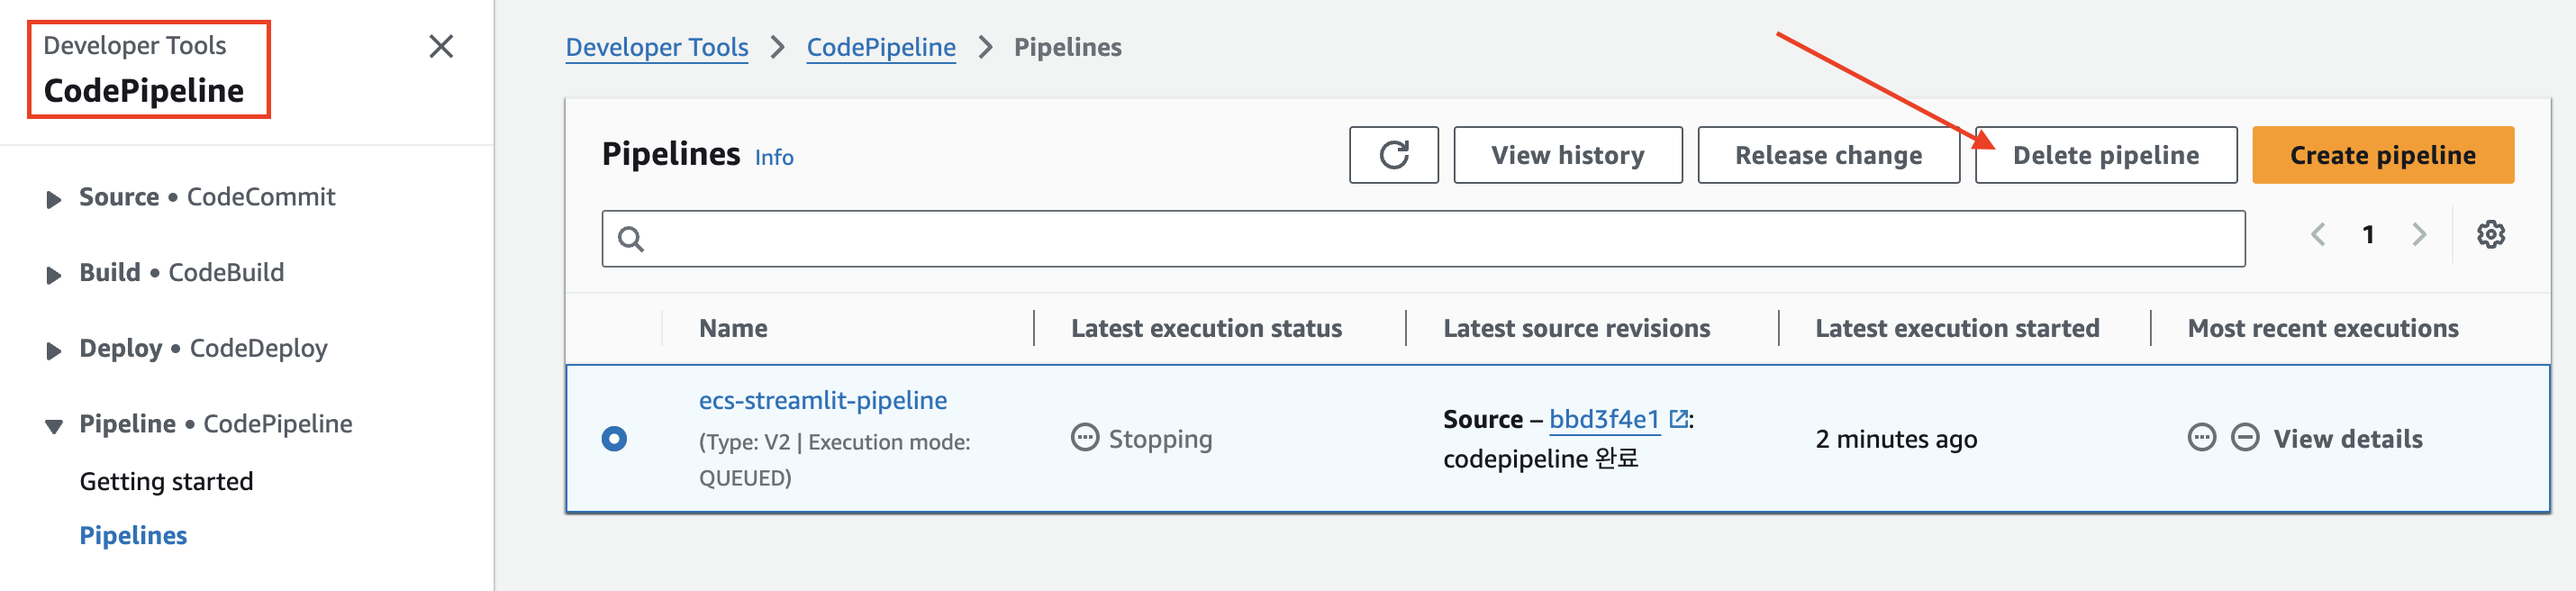 Developer Tools
CodePipeline
Source • CodeCommit
Build • CodeBuild
Deploy • CodeDeploy
Pipeline • CodePipeline
Getting started
Pipelines
Developer Tools > CodePipeline > Pipelines
Pipelines Info
View history
Release change
Delete pipeline
Create pipeline
1
Name
Latest execution status
Latest source revisions
Latest execution started
Most recent executions
ecs-streamlit-pipeline
(Type: V2 | Execution mode:
QUEUED)
Stopping
Source – bbd3f4e1 :
codepipeline 완료
2 minutes ago
View details